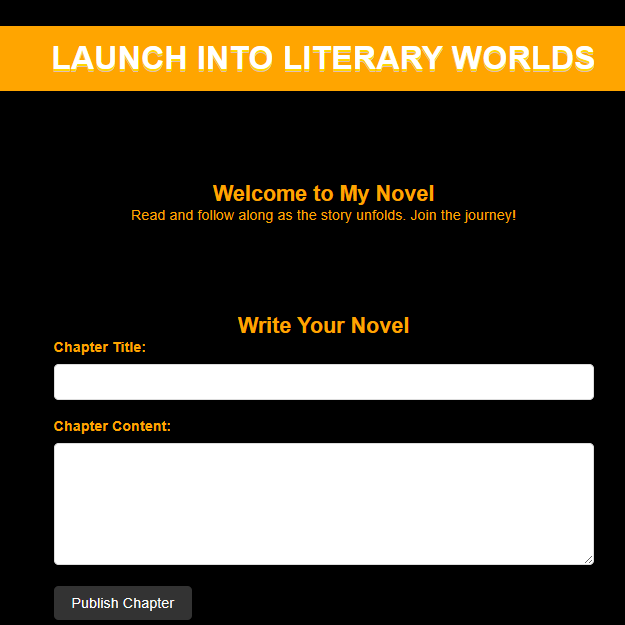 LAUNCH INTO LITERARY WORLDS
Welcome to My Novel
Read and follow along as the story unfolds. Join the journey!
Write Your Novel
Chapter Title:
Chapter Content:
Publish Chapter